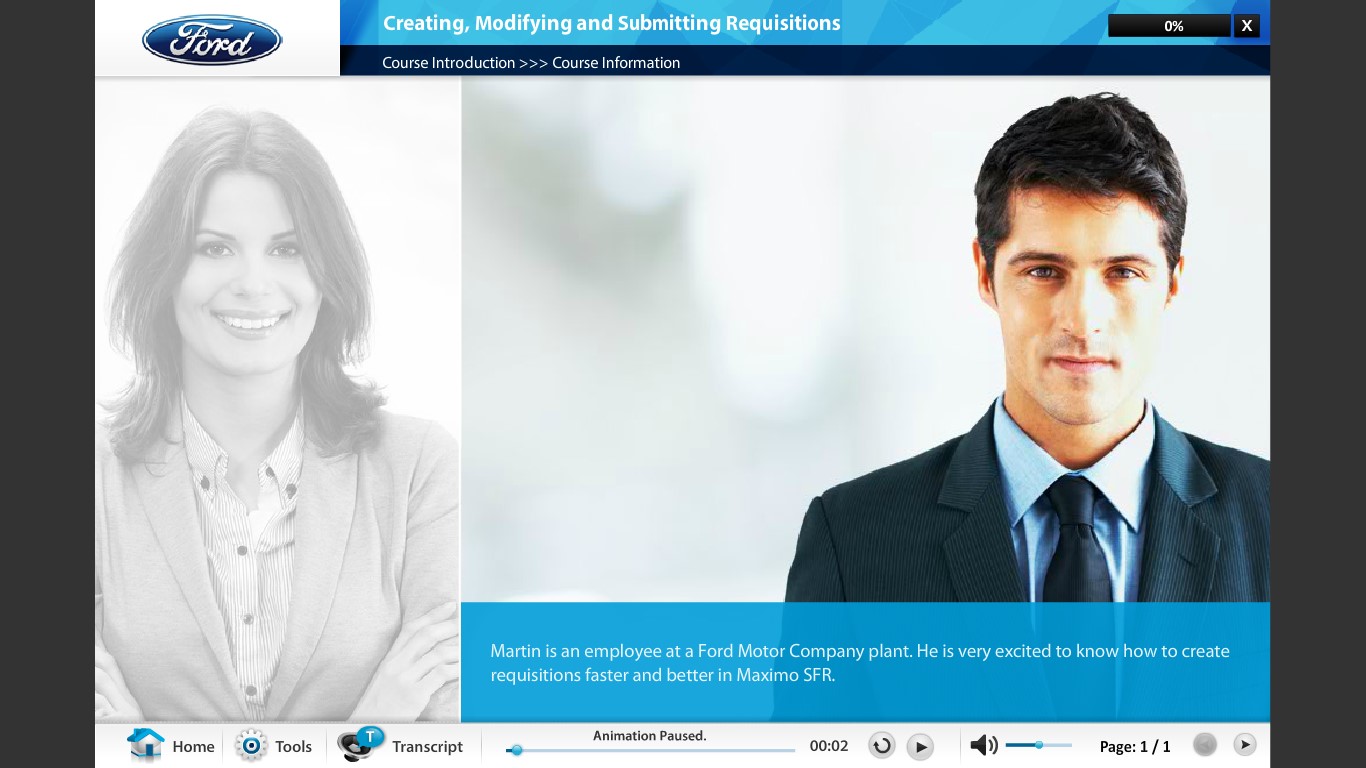 Ford
Creating, Modifying and Submitting Requisitions
0%
X
Course Introduction >>> Course Information
Martin is an employee at a Ford Motor Company plant. He is very excited to know how to create
requisitions faster and better in Maximo SFR.
Home
Tools
T
Transcript
Animation Paused.
00:02
Page: 1 / 1